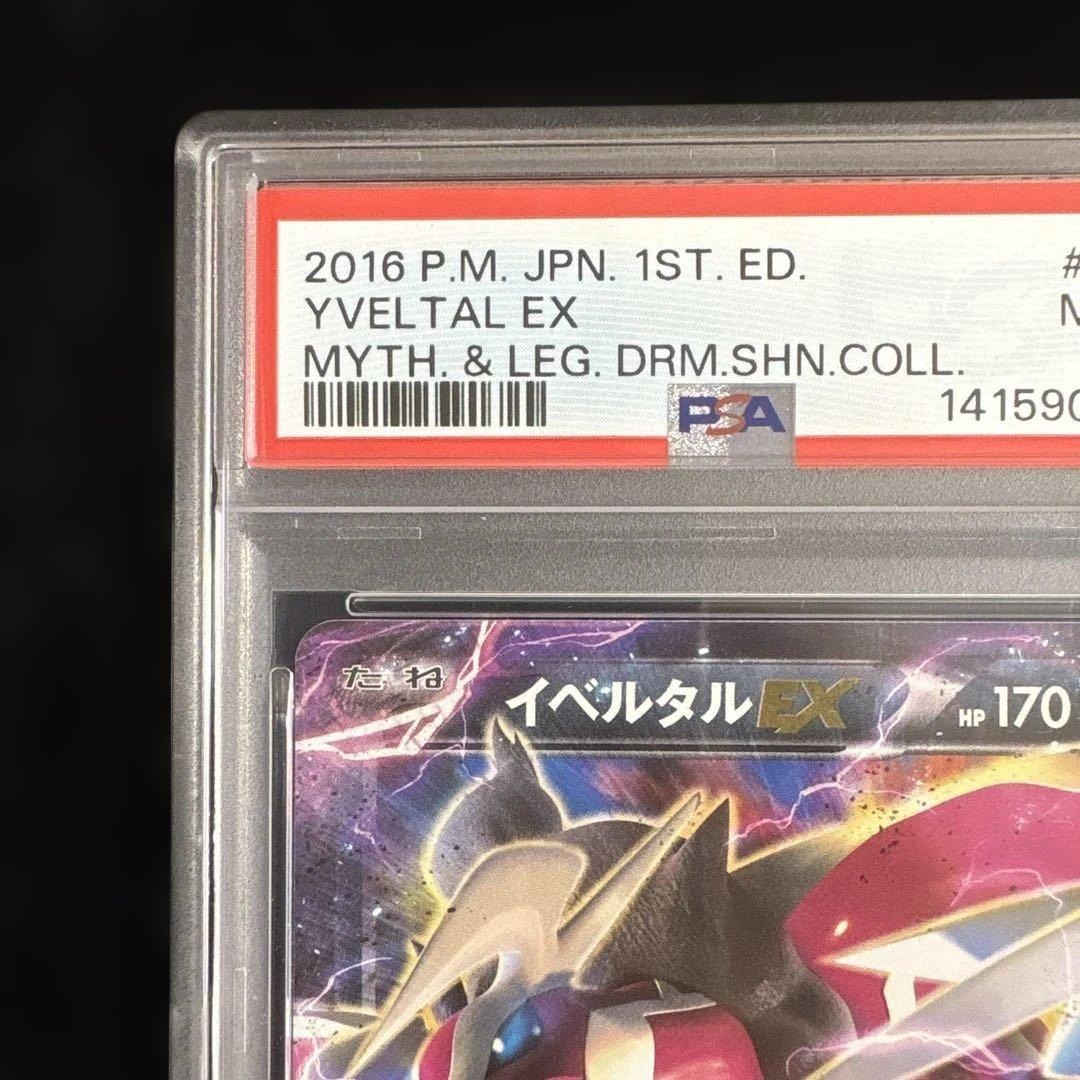 2016 P.M. JPN. 1ST. ED. #
YVELTAL EX M
MYTH. & LEG. DRM.SHN.COLL.
PSA 141590
たね イベルタルEX HP 170